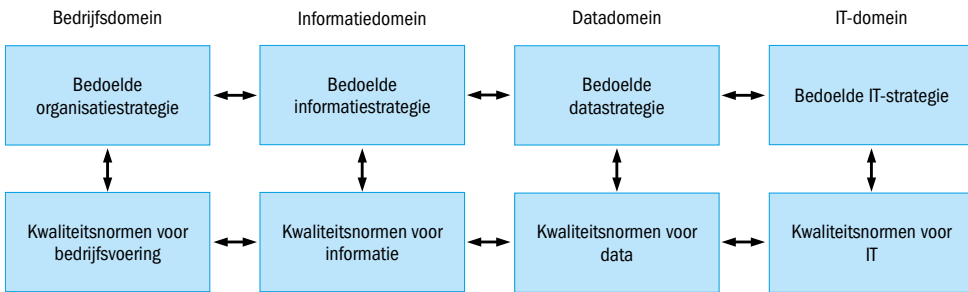 Bedrijfsdomein
Informatiedomein
Datadomein
IT-domein
Bedoelde
organisatiestrategie
Bedoelde
informatiestrategie
Bedoelde
datastrategie
Bedoelde IT-strategie
Kwaliteitsnormen voor
bedrijfsvoering
Kwaliteitsnormen voor
informatie
Kwaliteitsnormen voor
data
Kwaliteitsnormen voor
IT